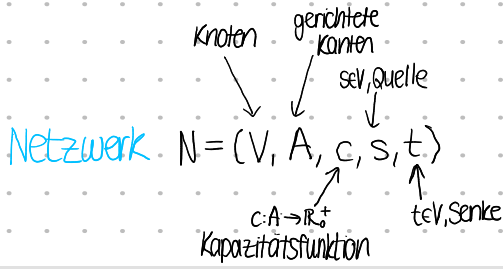 Knoten
gerichtete
Kanten
s∈V, Quelle
Netzwerk N=(V, A, c, s, t)
c: A → ℝ₀⁺
Kapazitätsfunktion
t∈V, Senke